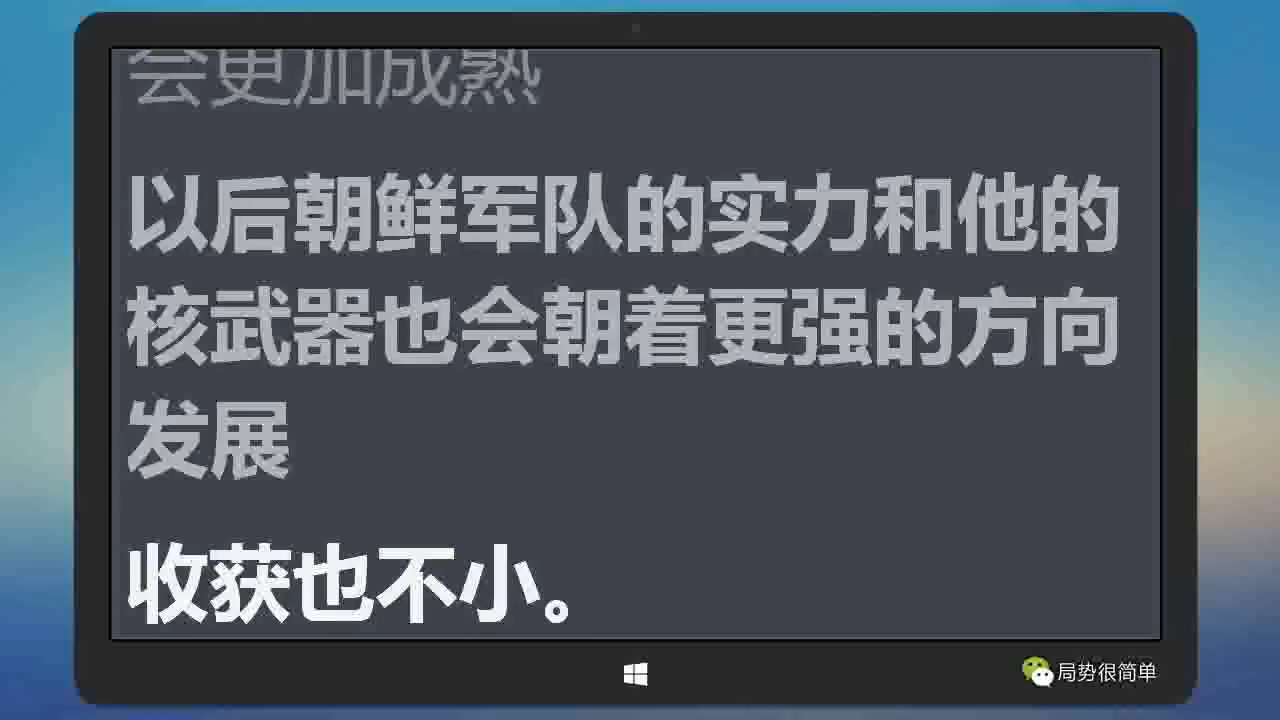 会更加成熟
以后朝鲜军队的实力和他的
核武器也会朝着更强的方向
发展
收获也不小。
局势很简单